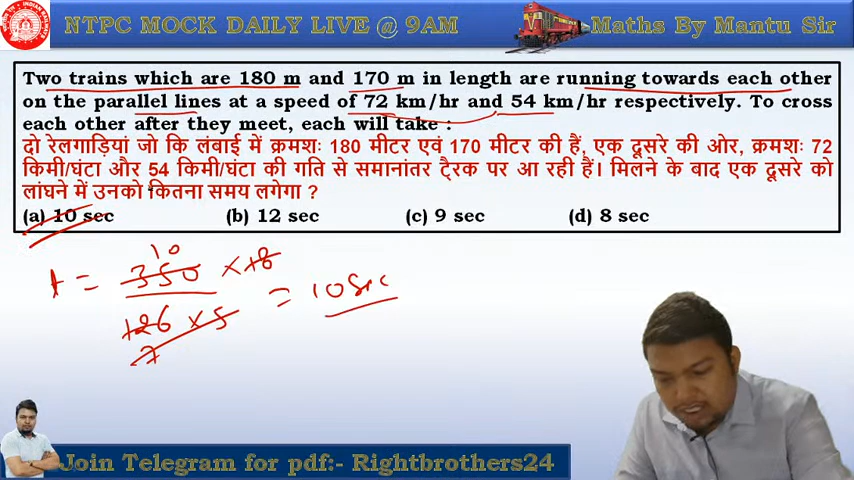 NTPC MOCK DAILY LIVE @ 9AM
Maths By Mantu Sir
Two trains which are 180 m and 170 m in length are running towards each other
on the parallel lines at a speed of 72 km/hr and 54 km/hr respectively. To cross
each other after they meet, each will take :
दो रेलगाड़ियां जो कि लंबाई में क्रमशः 180 मीटर एवं 170 मीटर की हैं, एक दूसरे की ओर, क्रमशः 72
किमी/घंटा और 54 किमी/घंटा की गति से समानांतर ट्रैक पर आ रही हैं। मिलने के बाद एक दूसरे को
लांघने में उनको कितना समय लगेगा ?
(a) 10 sec (b) 12 sec (c) 9 sec (d) 8 sec
10
t = 350 × 18
126 × 5 = 10 sec
7
Join Telegram for pdf:- Rightbrothers24